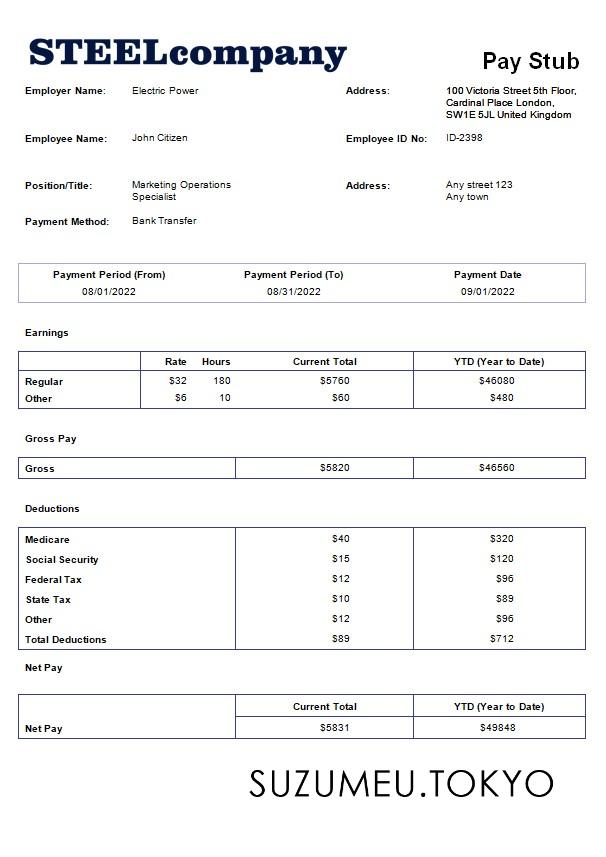 STEELcompany
Pay Stub
Employer Name: Electric Power Address: 100 Victoria Street 5th Floor,
Cardinal Place London,
SW1E 5JL United Kingdom
Employee Name: John Citizen Employee ID No: ID-2398
Position/Title: Marketing Operations Address: Any street 123
Specialist Any town
Payment Method: Bank Transfer
Payment Period (From) Payment Period (To) Payment Date
08/01/2022 08/31/2022 09/01/2022
Earnings
Rate Hours Current Total YTD (Year to Date)
Regular $32 180 $5760 $46080
Other $6 10 $60 $480
Gross Pay
Gross $5820 $46560
Deductions
Medicare $40 $320
Social Security $15 $120
Federal Tax $12 $96
State Tax $10 $89
Other $12 $96
Total Deductions $89 $712
Net Pay
Current Total YTD (Year to Date)
Net Pay $5831 $49848
SUZUMEU.TOKYO